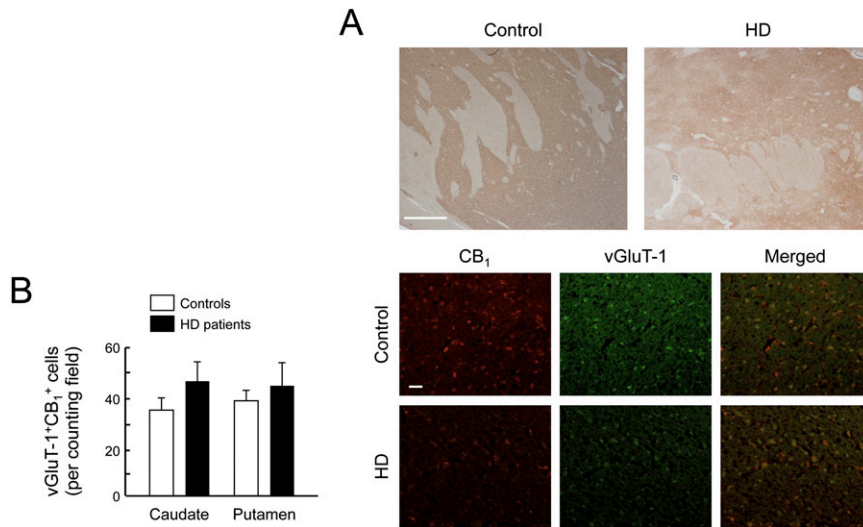 A
Control
HD
CB₁
vGluT-1
Merged
Control
HD
B
Controls
HD patients
vGluT-1⁺CB₁⁺ cells
(per counting field)
60
40
20
0
Caudate
Putamen